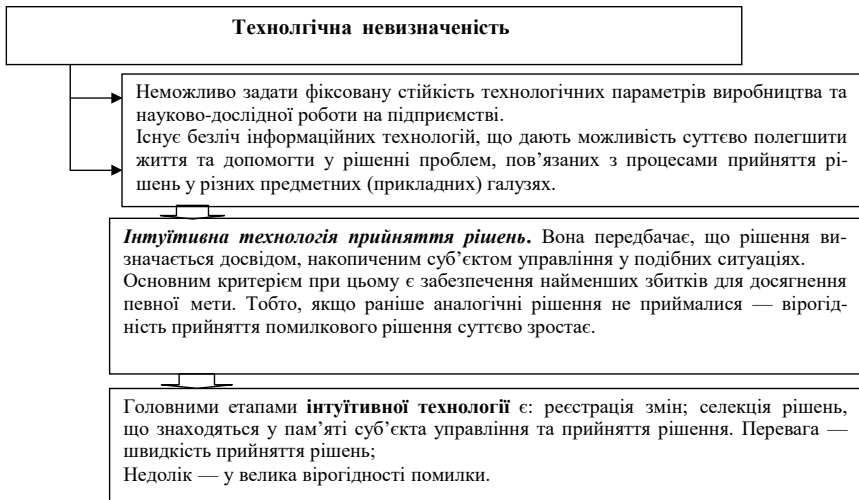 Технолгічна невизначеність
Неможливо задати фіксовану стійкість технологічних параметрів виробництва та
науково-дослідної роботи на підприємстві.
Існує безліч інформаційних технологій, що дають можливість суттєво полегшити
життя та допомогти у рішенні проблем, пов’язаних з процесами прийняття рі-
шень у різних предметних (прикладних) галузях.
Інтуїтивна технологія прийняття рішень. Вона передбачає, що рішення ви-
значається досвідом, накопиченим суб’єктом управління у подібних ситуаціях.
Основним критерієм при цьому є забезпечення найменших збитків для досягнення
певної мети. Тобто, якщо раніше аналогічні рішення не приймалися — вірогід-
ність прийняття помилкового рішення суттєво зростає.
Головними етапами інтуїтивної технології є: реєстрація змін; селекція рішень,
що знаходяться у пам’яті суб’єкта управління та прийняття рішення. Перевага —
швидкість прийняття рішень;
Недолік — у велика вірогідності помилки.